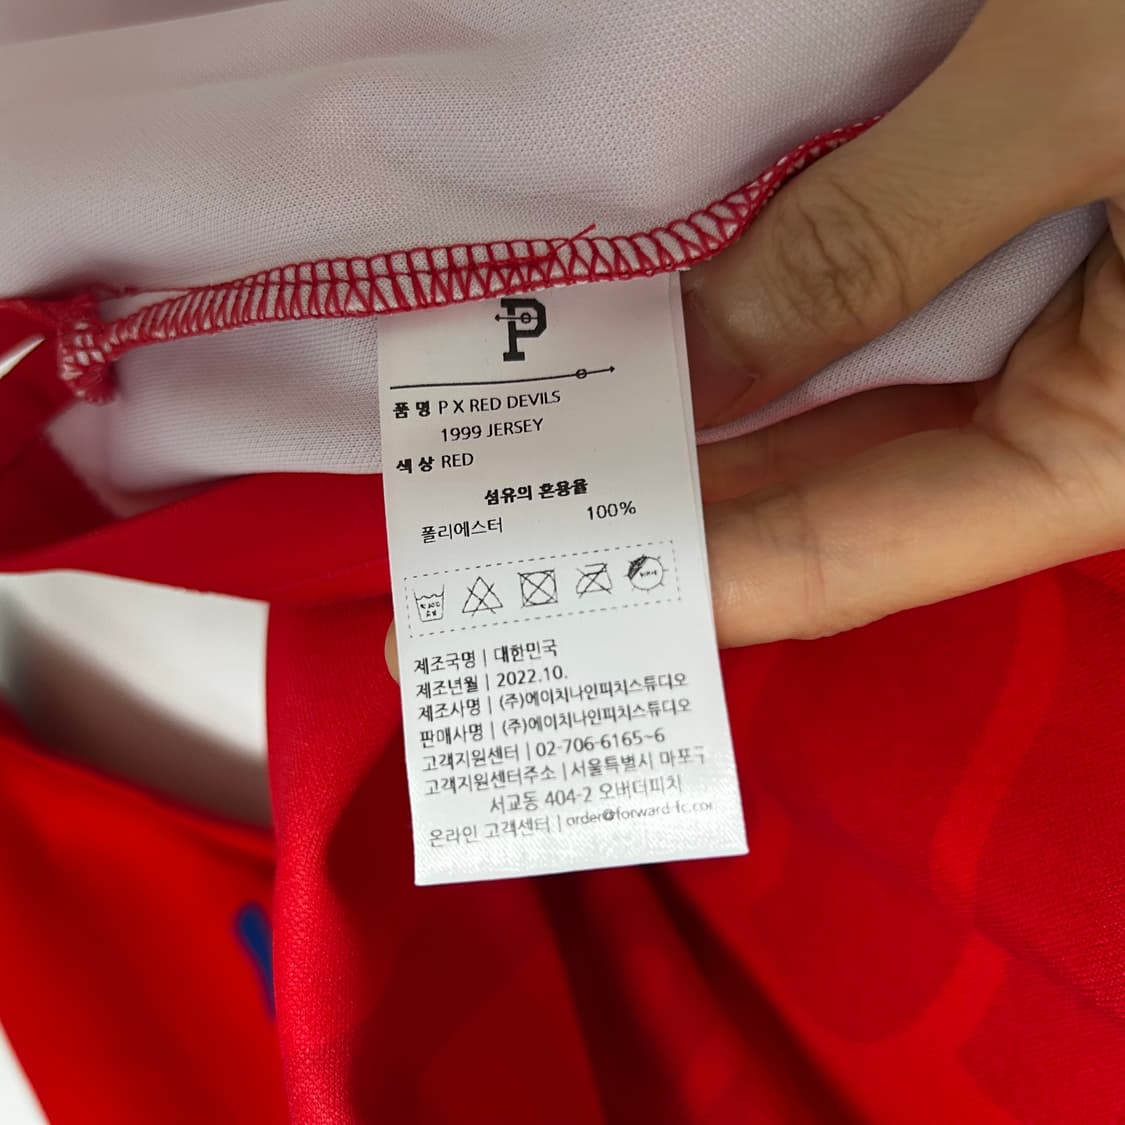 P
품 명 P X RED DEVILS
1999 JERSEY
색 상 RED
섬유의 혼용율
폴리에스터 100%
제조국명 | 대한민국
제조년월 | 2022.10.
제조사명 | (주)에이치나인피치스튜디오
판매사명 | (주)에이치나인피치스튜디오
고객지원센터 | 02-706-6165~6
고객지원센터주소 | 서울특별시 마포구
서교동 404-2 오버더피치
온라인 고객센터 | order@forward-fc.com